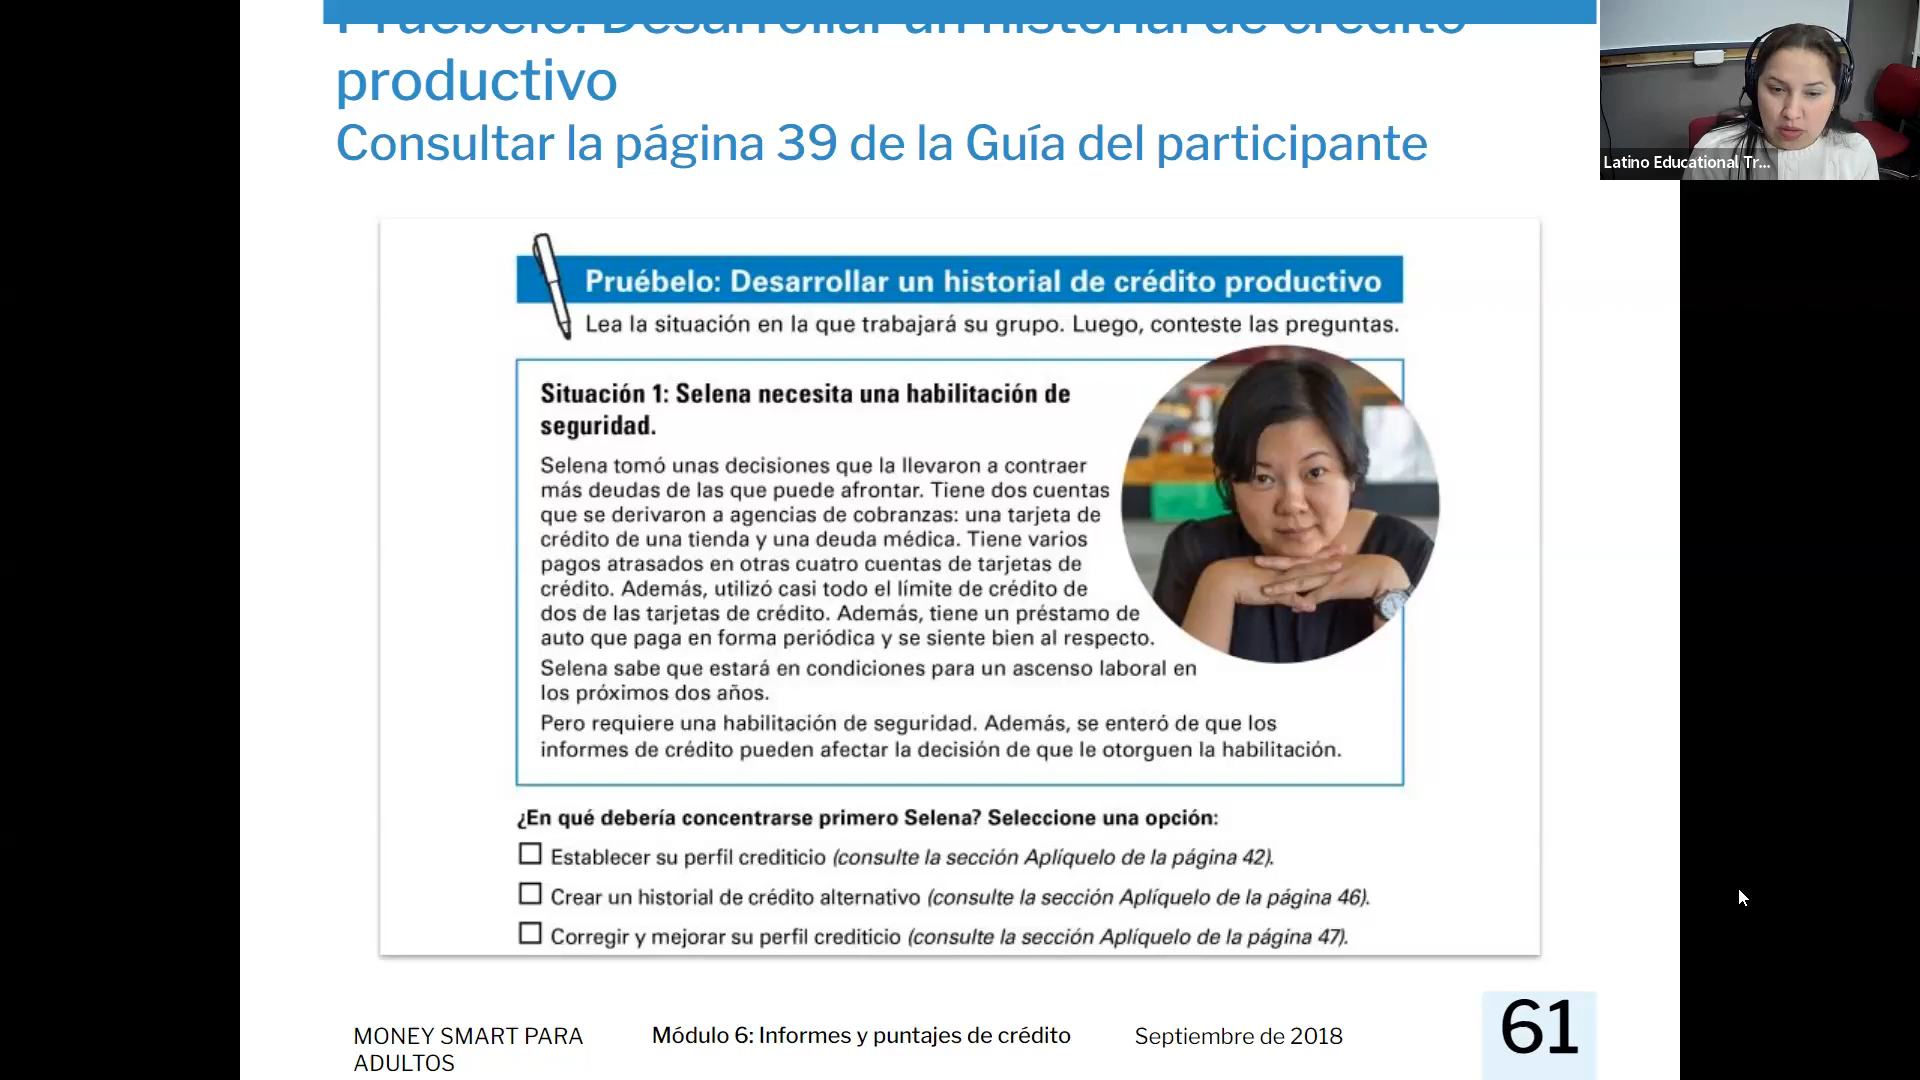 Pruébelo: Desarrollar un historial de crédito
productivo
Consultar la página 39 de la Guía del participante
Latino Educational Tr...
Pruébelo: Desarrollar un historial de crédito productivo
Lea la situación en la que trabajará su grupo. Luego, conteste las preguntas.
Situación 1: Selena necesita una habilitación de
seguridad.
Selena tomó unas decisiones que la llevaron a contraer
más deudas de las que puede afrontar. Tiene dos cuentas
que se derivaron a agencias de cobranzas: una tarjeta de
crédito de una tienda y una deuda médica. Tiene varios
pagos atrasados en otras cuatro cuentas de tarjetas de
crédito. Además, utilizó casi todo el límite de crédito de
dos de las tarjetas de crédito. Además, tiene un préstamo de
auto que paga en forma periódica y se siente bien al respecto.
Selena sabe que estará en condiciones para un ascenso laboral en
los próximos dos años.
Pero requiere una habilitación de seguridad. Además, se enteró de que los
informes de crédito pueden afectar la decisión de que le otorguen la habilitación.
¿En qué debería concentrarse primero Selena? Seleccione una opción:
Establecer su perfil crediticio (consulte la sección Aplíquelo de la página 42).
Crear un historial de crédito alternativo (consulte la sección Aplíquelo de la página 46).
Corregir y mejorar su perfil crediticio (consulte la sección Aplíquelo de la página 47).
MONEY SMART PARA
ADULTOS
Módulo 6: Informes y puntajes de crédito
Septiembre de 2018
61